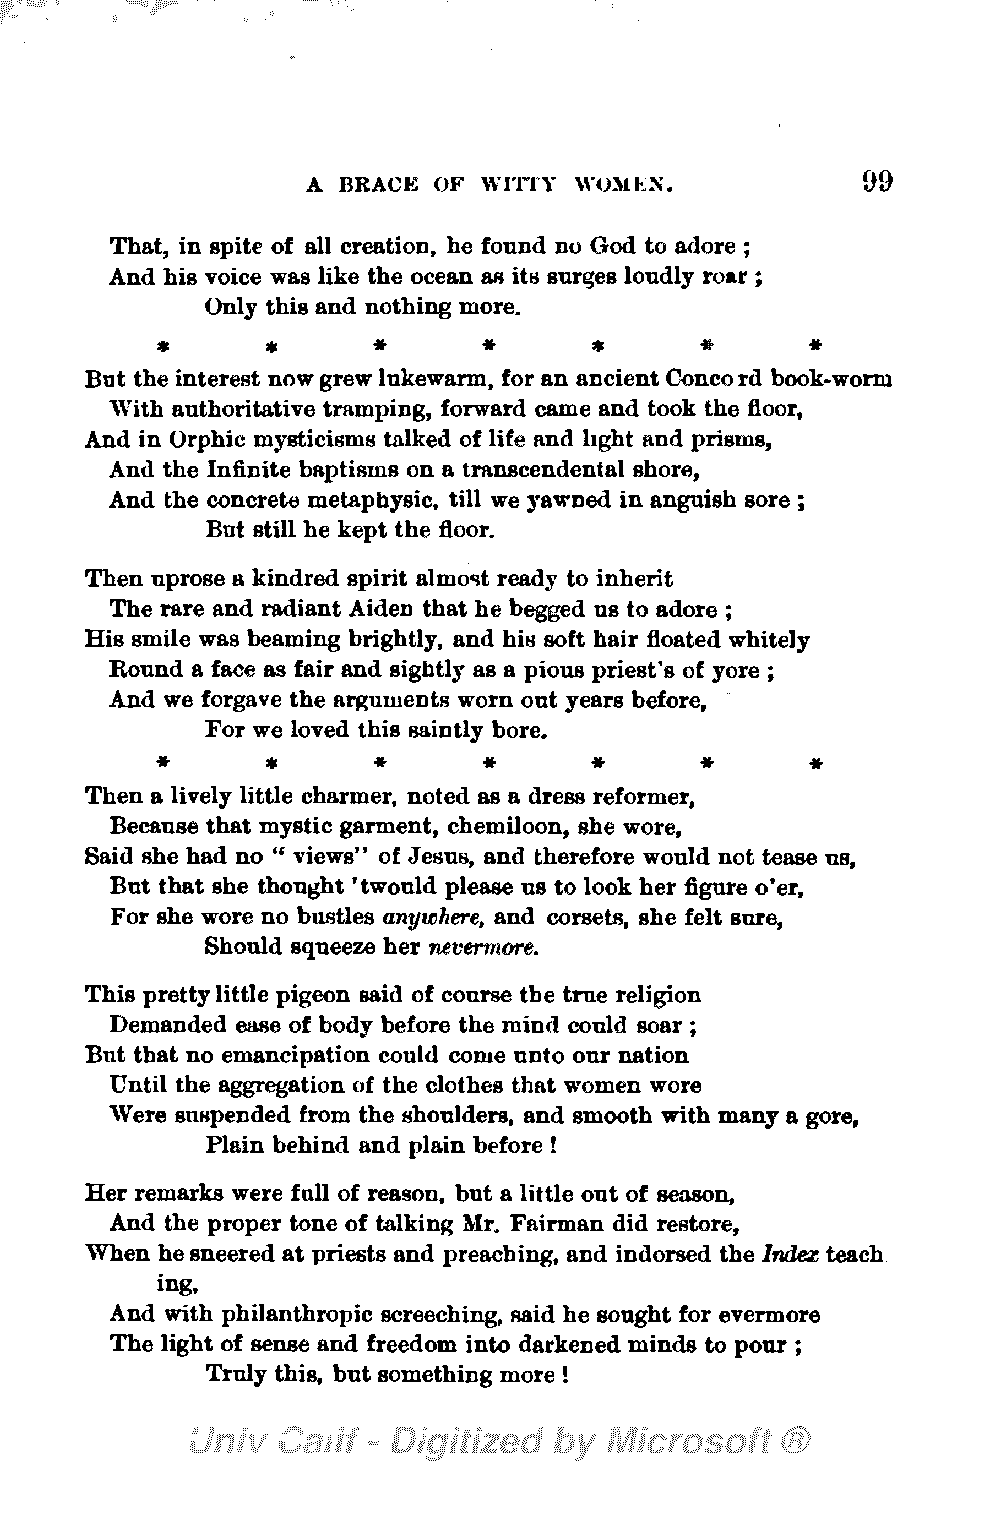 A BRACE OF WITTY WOMEN. 99
That, in spite of all creation, he found no God to adore ;
And his voice was like the ocean as its surges loudly roar ;
Only this and nothing more.
* * * * * * *
But the interest now grew lukewarm, for an ancient Concord book-worm
With authoritative tramping, forward came and took the floor,
And in Orphic mysticisms talked of life and light and prisms,
And the Infinite baptisms on a transcendental shore,
And the concrete metaphysic, till we yawned in anguish sore ;
But still he kept the floor.
Then uprose a kindred spirit almost ready to inherit
The rare and radiant Aiden that he begged us to adore ;
His smile was beaming brightly, and his soft hair floated whitely
Round a face as fair and sightly as a pious priest's of yore ;
And we forgave the arguments worn out years before,
For we loved this saintly bore.
* * * * * * *
Then a lively little charmer, noted as a dress reformer,
Because that mystic garment, chemiloon, she wore,
Said she had no " views" of Jesus, and therefore would not tease us,
But that she thought 'twould please us to look her figure o'er,
For she wore no bustles anywhere, and corsets, she felt sure,
Should squeeze her nevermore.
This pretty little pigeon said of course the true religion
Demanded ease of body before the mind could soar ;
But that no emancipation could come unto our nation
Until the aggregation of the clothes that women wore
Were suspended from the shoulders, and smooth with many a gore,
Plain behind and plain before !
Her remarks were full of reason, but a little out of season,
And the proper tone of talking Mr. Fairman did restore,
When he sneered at priests and preaching, and indorsed the Index teach
ing,
And with philanthropic screeching, said he sought for evermore
The light of sense and freedom into darkened minds to pour ;
Truly this, but something more !
Univ Calif - Digitized by Microsoft ®